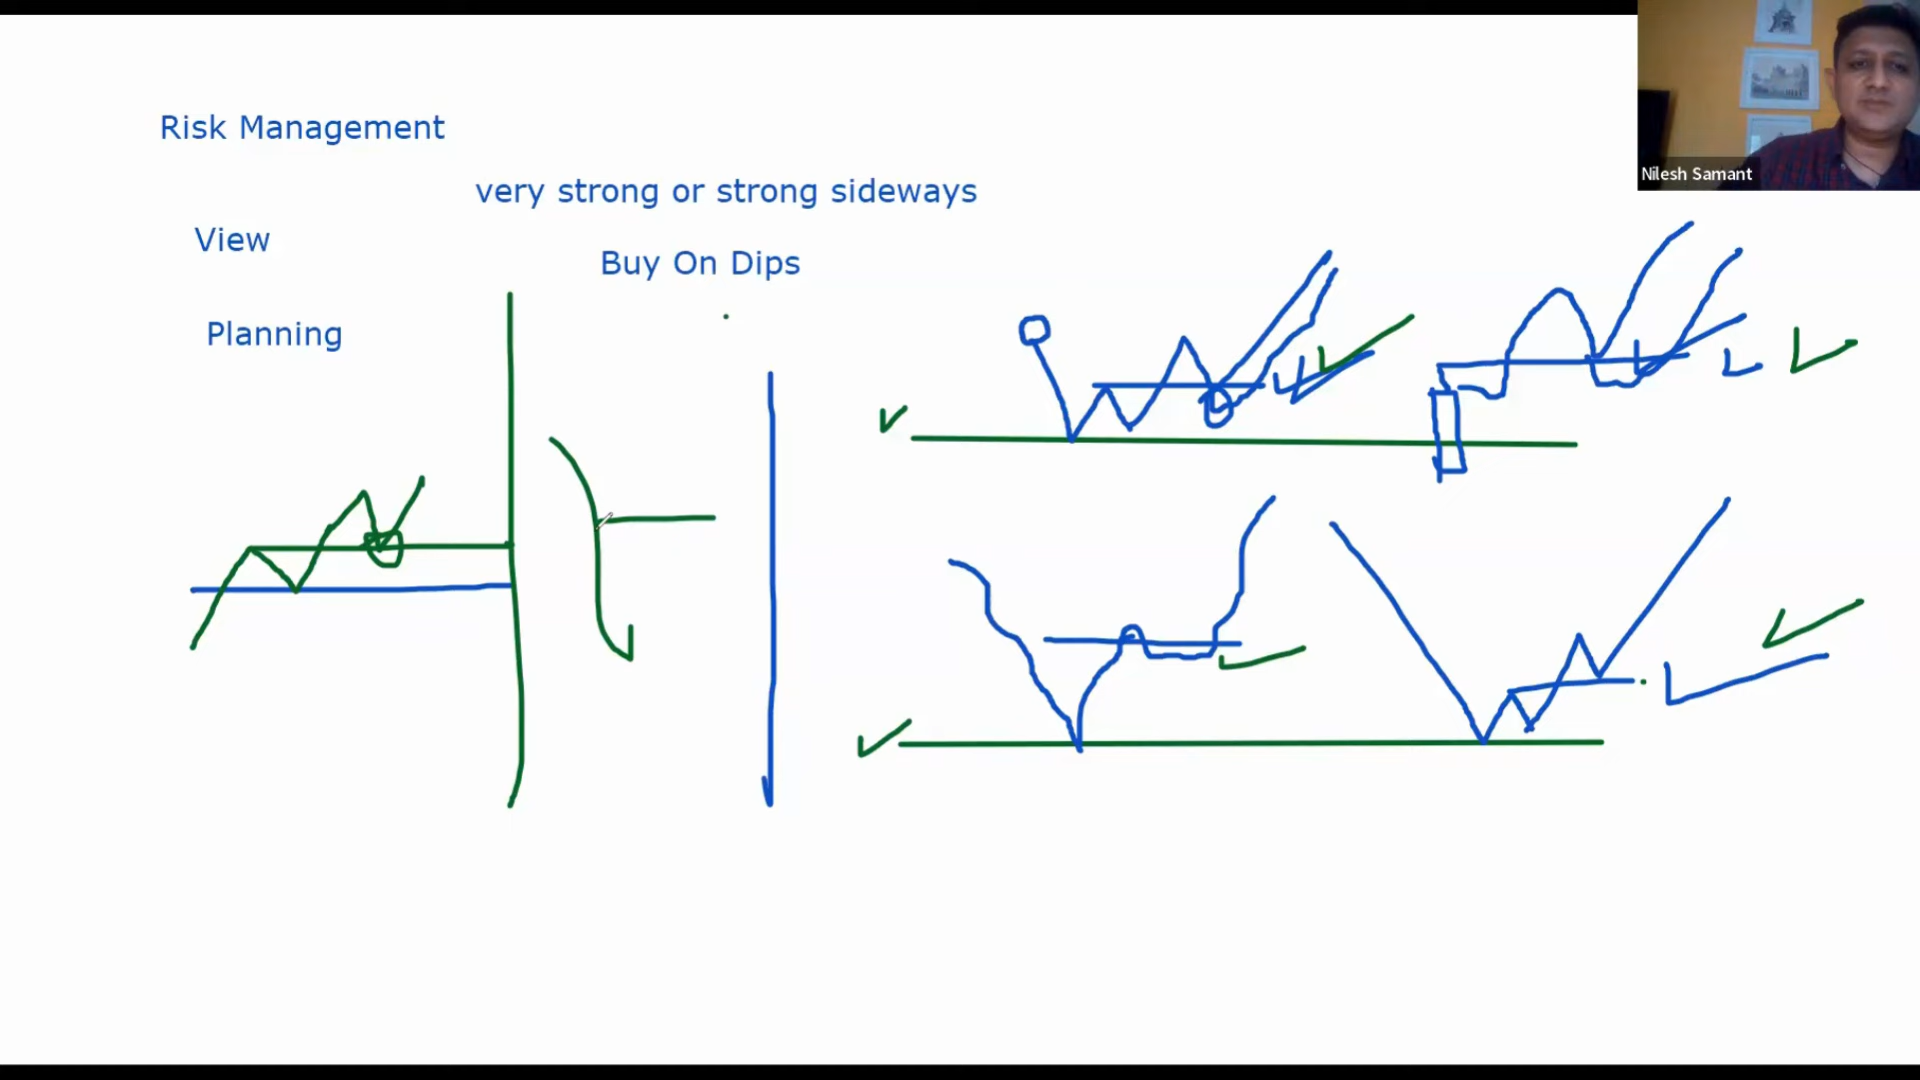 Risk Management
very strong or strong sideways
View
Buy On Dips
Planning
Nilesh Samant